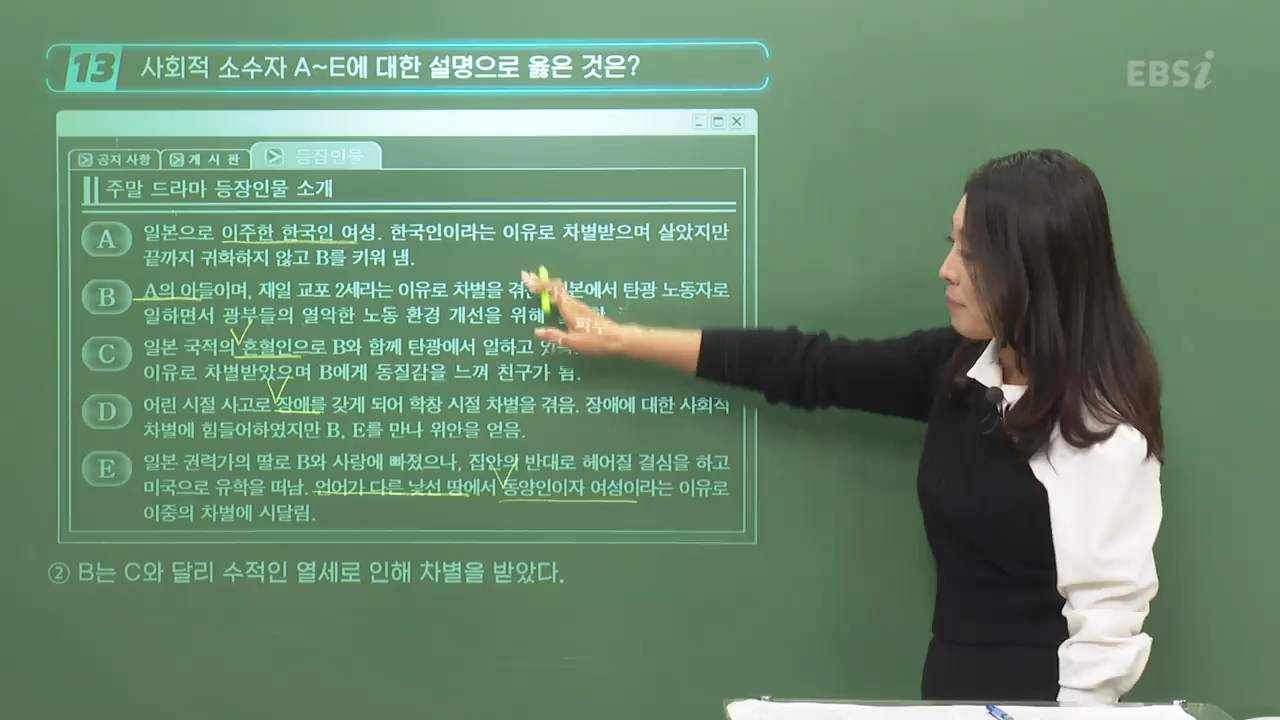 13 사회적 소수자 A~E에 대한 설명으로 옳은 것은?
EBSi
공지 사항 게 시 판 등장인물
주말 드라마 등장인물 소개
A 일본으로 이주한 한국인 여성. 한국인이라는 이유로 차별받으며 살았지만
끝까지 귀화하지 않고 B를 키워 냄.
B A의 아들이며, 재일 교포 2세라는 이유로 차별을 겪 탄광 노동자로
일하면서 광부들의 열악한 노동 환경 개선을 위해
C 일본 국적의 혼혈인으로 B와 함께 탄광에서 일하고
이유로 차별받았으며 B에게 동질감을 느껴 친구가 됨.
D 어린 시절 사고로 장애를 갖게 되어 학창 시절 차별을 겪음. 장애에 대한 사회적
차별에 힘들어하였지만 B, E를 만나 위안을 얻음.
E 일본 권력가의 딸로 B와 사랑에 빠졌으나, 집안의 반대로 헤어질 결심을 하고
미국으로 유학을 떠남. 언어가 다른 낯선 땅에서 동양인이자 여성이라는 이유로
이중의 차별에 시달림.
② B는 C와 달리 수적인 열세로 인해 차별을 받았다.